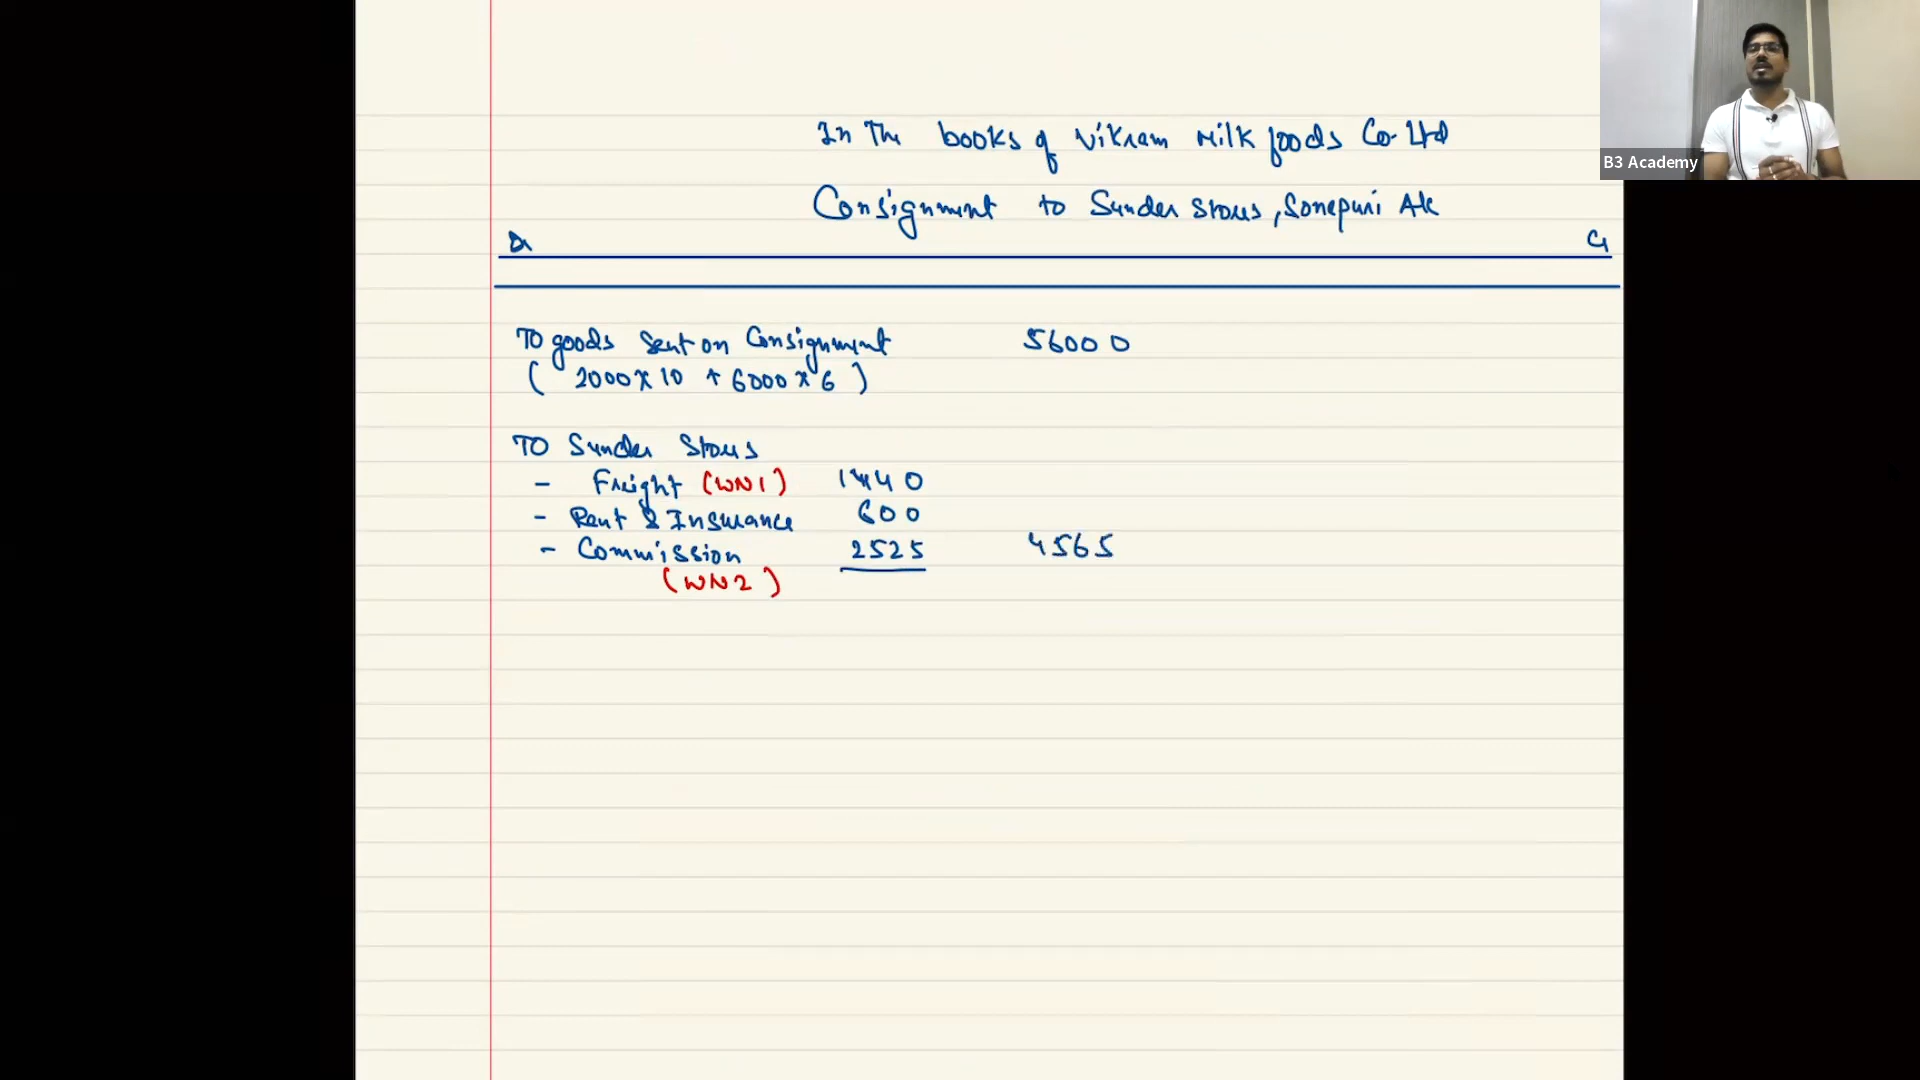 In The books of Vikram Milk foods Co. Ltd
Consignment to Sunder Stores, Sonepuri A/c
Dr Cr
To goods sent on Consignment 56000
( 2000 x 10 + 6000 x 6 )
TO Sunder Stores
- Freight (WN1) 1440
- Rent & Insurance 600
- Commission 2525 4565
(WN2)
B3 Academy